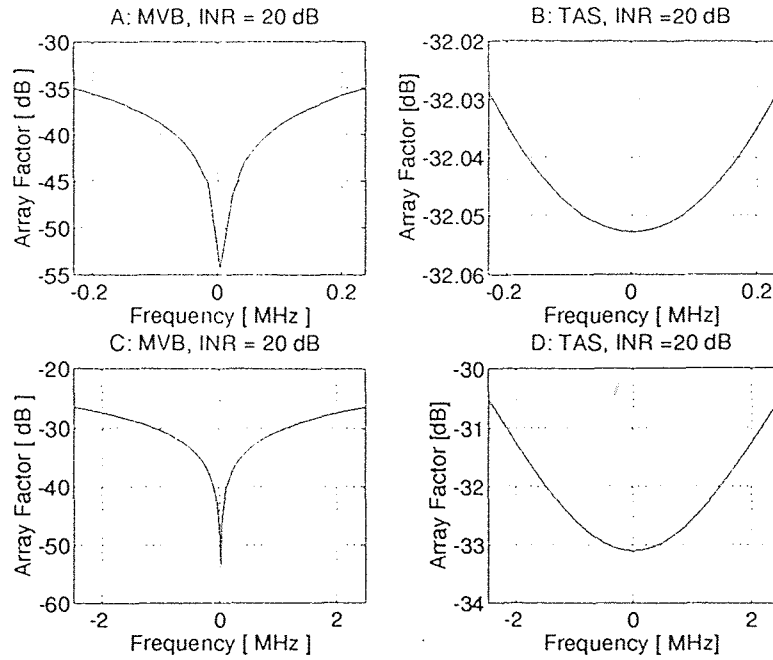 A: MVB, INR = 20 dB
-30
-35
-40
-45
-50
-55
Array Factor [ dB ]
-0.2
0
0.2
Frequency [ MHz ]
B: TAS, INR =20 dB
-32.02
-32.03
-32.04
-32.05
-32.06
Array Factor [dB]
-0.2
0
0.2
Frequency [ MHz ]
C: MVB, INR = 20 dB
-20
-30
-40
-50
-60
Array Factor [ dB ]
-2
0
2
Frequency [ MHz ]
D: TAS, INR =20 dB
-30
-31
-32
-33
-34
Array Factor [dB]
-2
0
2
Frequency [ MHz ]